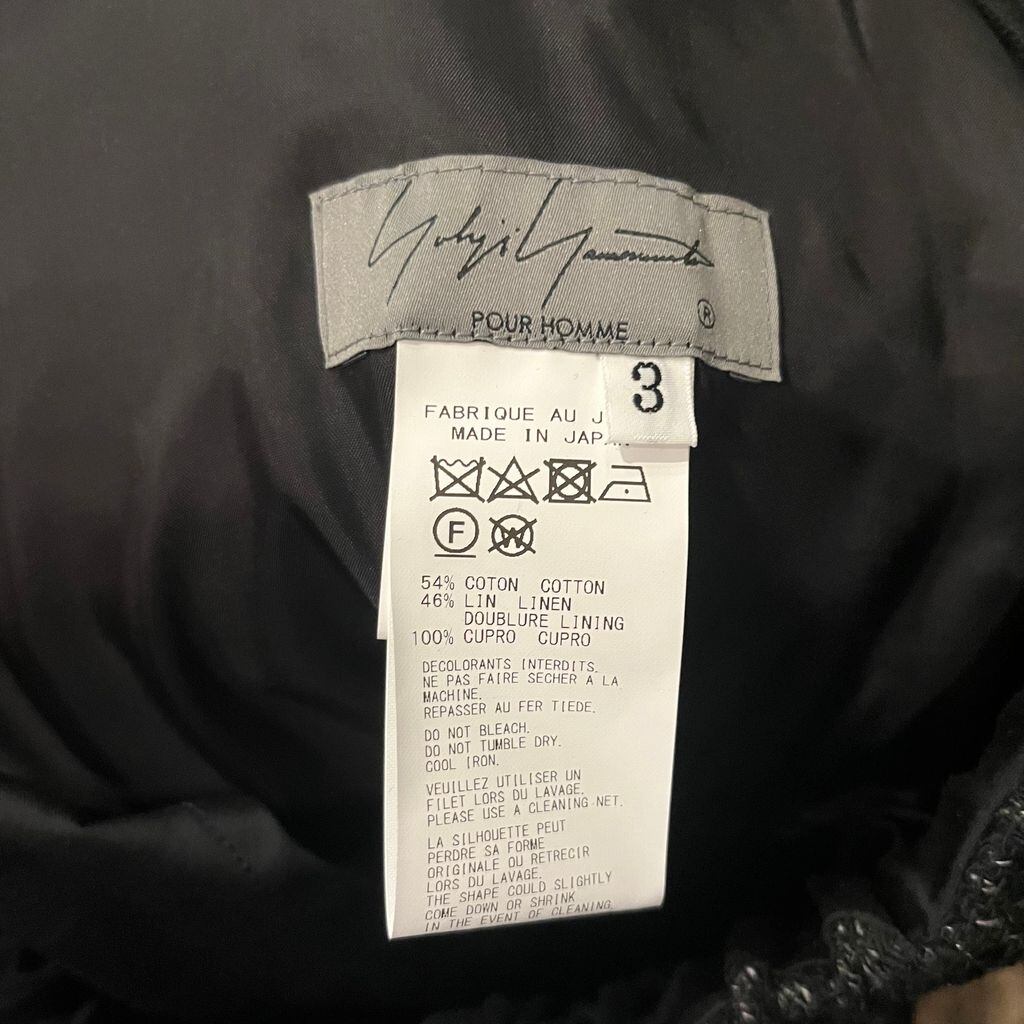 Yohji Yamamoto
POUR HOMME
®
3
FABRIQUE AU J
MADE IN JAPAN
F
W
54% COTON COTTON
46% LIN LINEN
DOUBLURE LINING
100% CUPRO CUPRO
DECOLORANTS INTERDITS.
NE PAS FAIRE SECHER A LA
MACHINE.
REPASSER AU FER TIEDE.
DO NOT BLEACH.
DO NOT TUMBLE DRY.
COOL IRON.
VEUILLEZ UTILISER UN
FILET LORS DU LAVAGE.
PLEASE USE A CLEANING NET.
LA SILHOUETTE PEUT
PERDRE SA FORME
ORIGINALE OU RETRECIR
LORS DU LAVAGE.
THE SHAPE COULD SLIGHTLY
COME DOWN OR SHRINK
IN THE EVENT OF CLEANING.